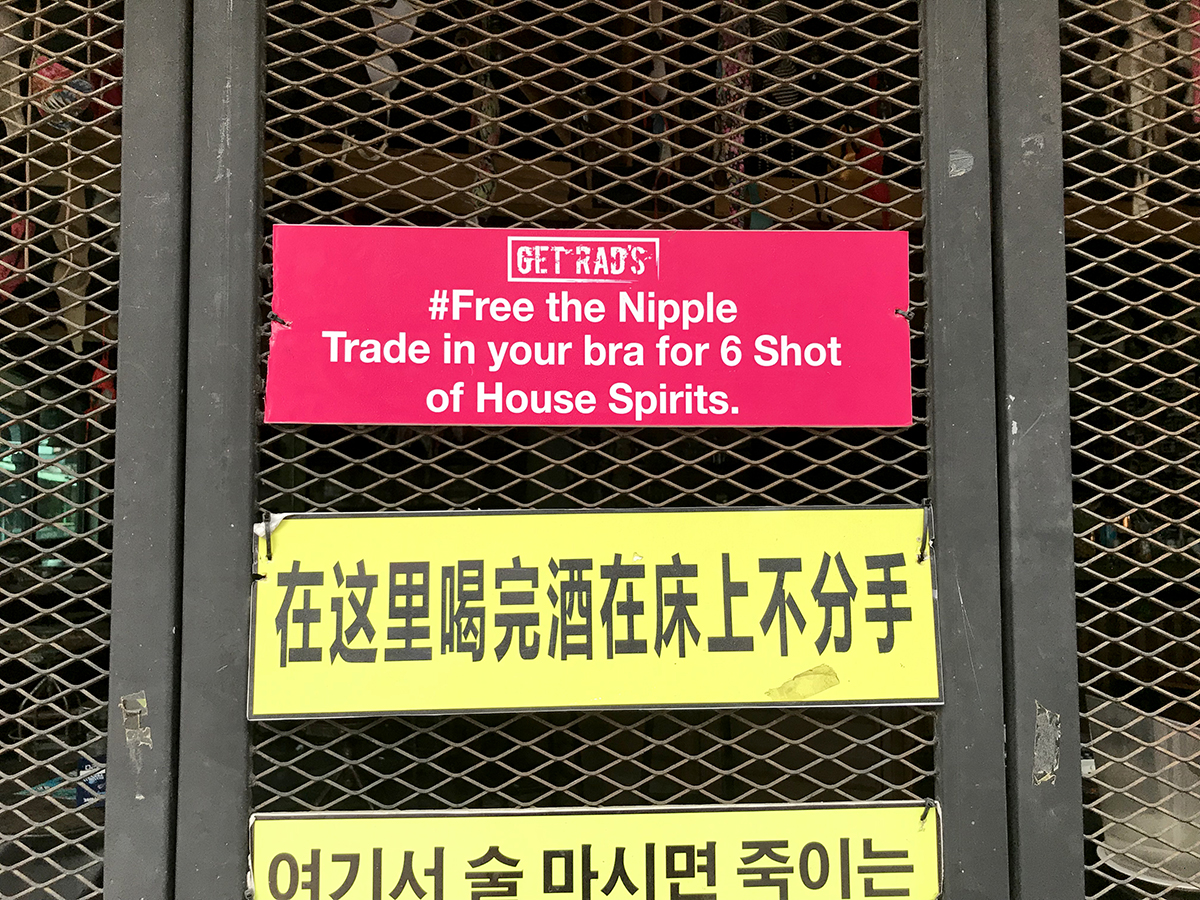 GET RAD'S
#Free the Nipple
Trade in your bra for 6 Shot
of House Spirits.
在这里喝完酒在床上不分手
여기서 술 마시면 죽이는